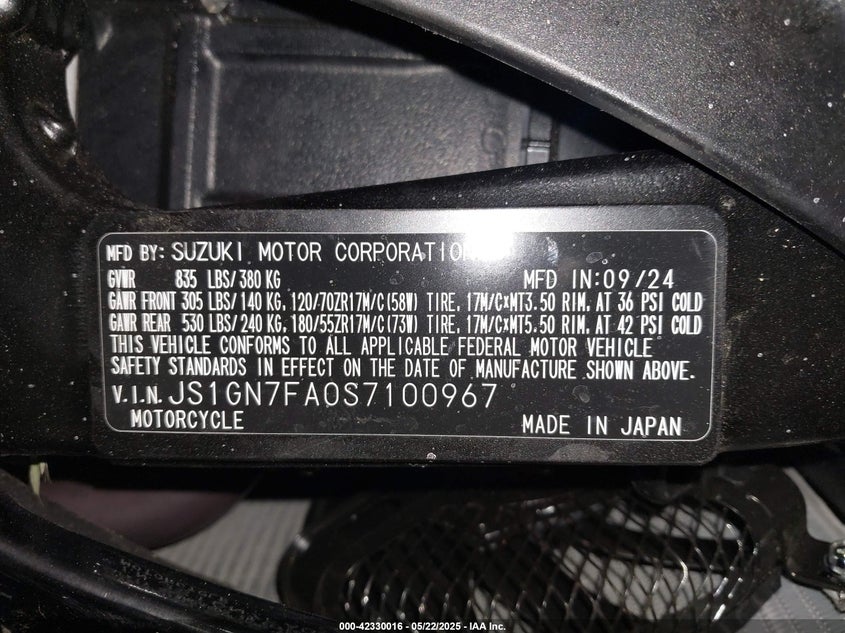 MFD BY: SUZUKI MOTOR CORPORATION
GVWR 835 LBS/380 KG MFD IN:09/24
GAWR FRONT 305 LBS/140 KG, 120/70ZR17M/C(58W) TIRE, 17M/C×MT3.50 RIM, AT 36 PSI COLD
GAWR REAR 530 LBS/240 KG, 180/55ZR17M/C(73W) TIRE, 17M/C×MT5.50 RIM, AT 42 PSI COLD
THIS VEHICLE CONFORMS TO ALL APPLICABLE FEDERAL MOTOR VEHICLE
SAFETY STANDARDS IN EFFECT ON THE DATE OF MANUFACTURE SHOWN ABOVE.
V.I.N. JS1GN7FA0S7100967
MOTORCYCLE MADE IN JAPAN
000-42330016 - 05/22/2025 - IAA Inc.